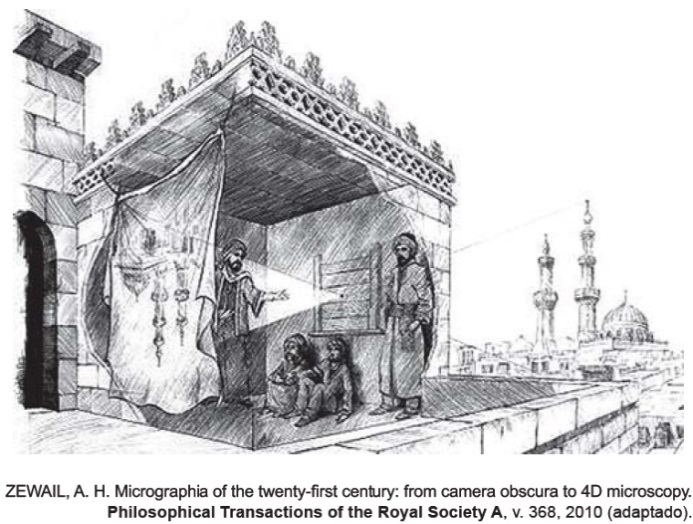 ZEWAIL, A. H. Micrographia of the twenty-first century: from camera obscura to 4D microscopy.
Philosophical Transactions of the Royal Society A, v. 368, 2010 (adaptado).